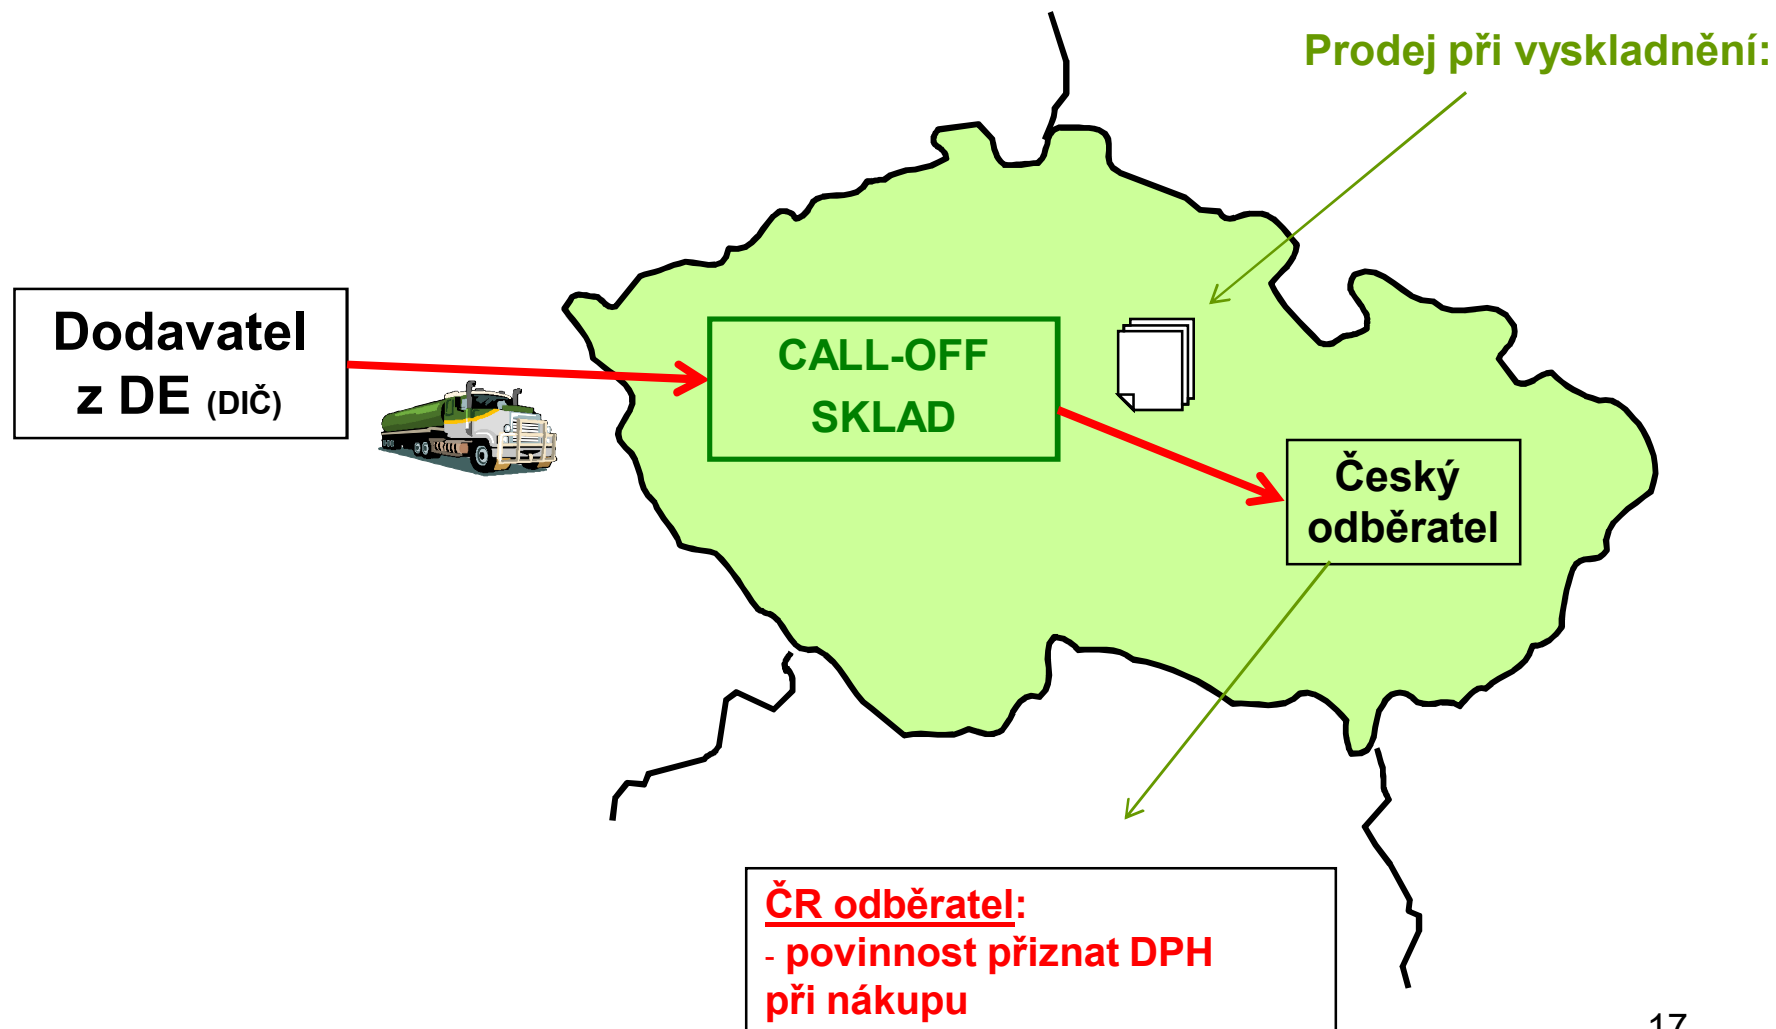 Prodej při vyskladnění:
Dodavatel
z DE (DIČ)
CALL-OFF
SKLAD
Český
odběratel
ČR odběratel:
- povinnost přiznat DPH
při nákupu
17